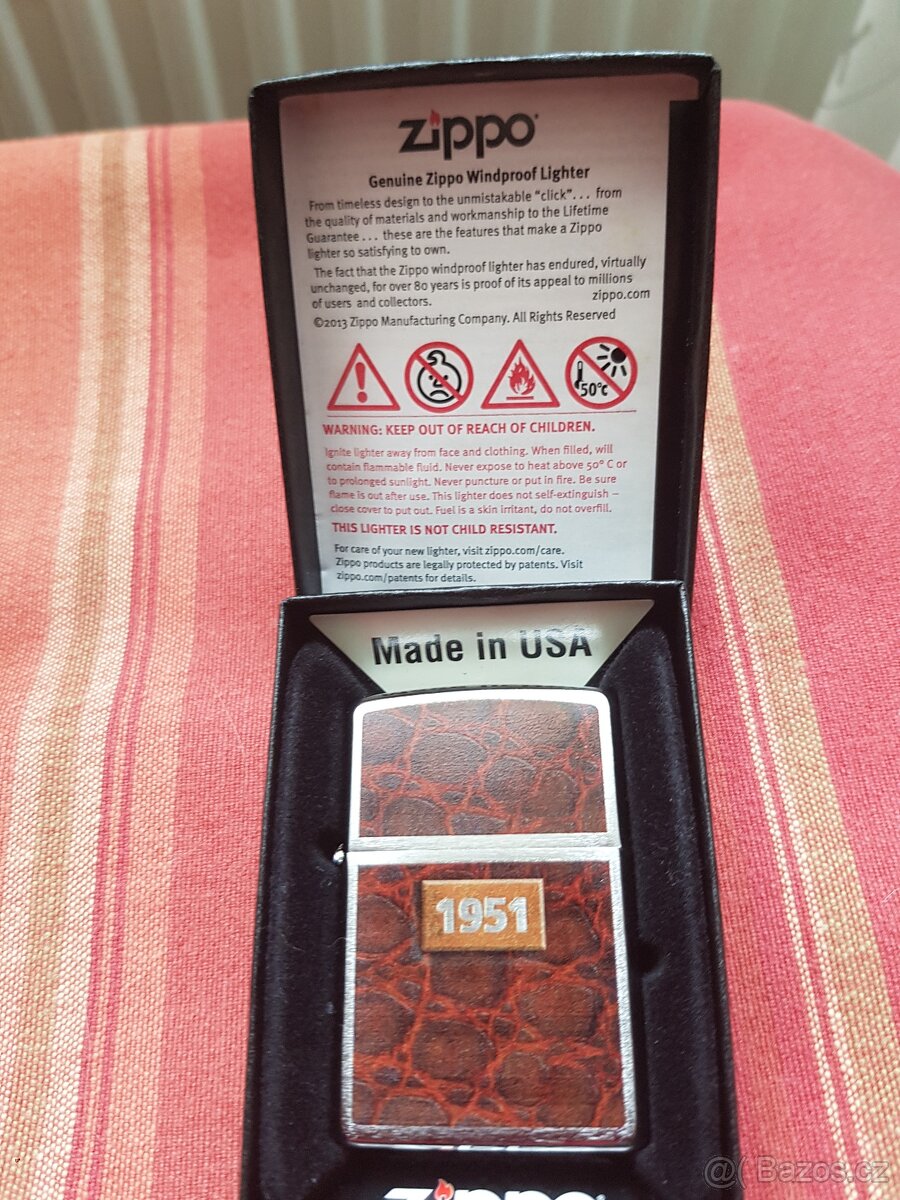 zippo
Genuine Zippo Windproof Lighter
From timeless design to the unmistakable "click"... from
the quality of materials and workmanship to the Lifetime
Guarantee... these are the features that make a Zippo
lighter so satisfying to own.
The fact that the Zippo windproof lighter has endured, virtually
unchanged, for over 80 years is proof of its appeal to millions
of users and collectors.
zippo.com
©2013 Zippo Manufacturing Company. All Rights Reserved
50°C
WARNING: KEEP OUT OF REACH OF CHILDREN.
Ignite lighter away from face and clothing. When filled, will
contain flammable fluid. Never expose to heat above 50° C or
to prolonged sunlight. Never puncture or put in fire. Be sure
flame is out after use. This lighter does not self-extinguish –
close cover to put out. Fuel is a skin irritant, do not overfill.
THIS LIGHTER IS NOT CHILD RESISTANT.
For care of your new lighter, visit zippo.com/care.
Zippo products are legally protected by patents. Visit
zippo.com/patents for details.
Made in USA
1951
zippo
@( Bazos.cz